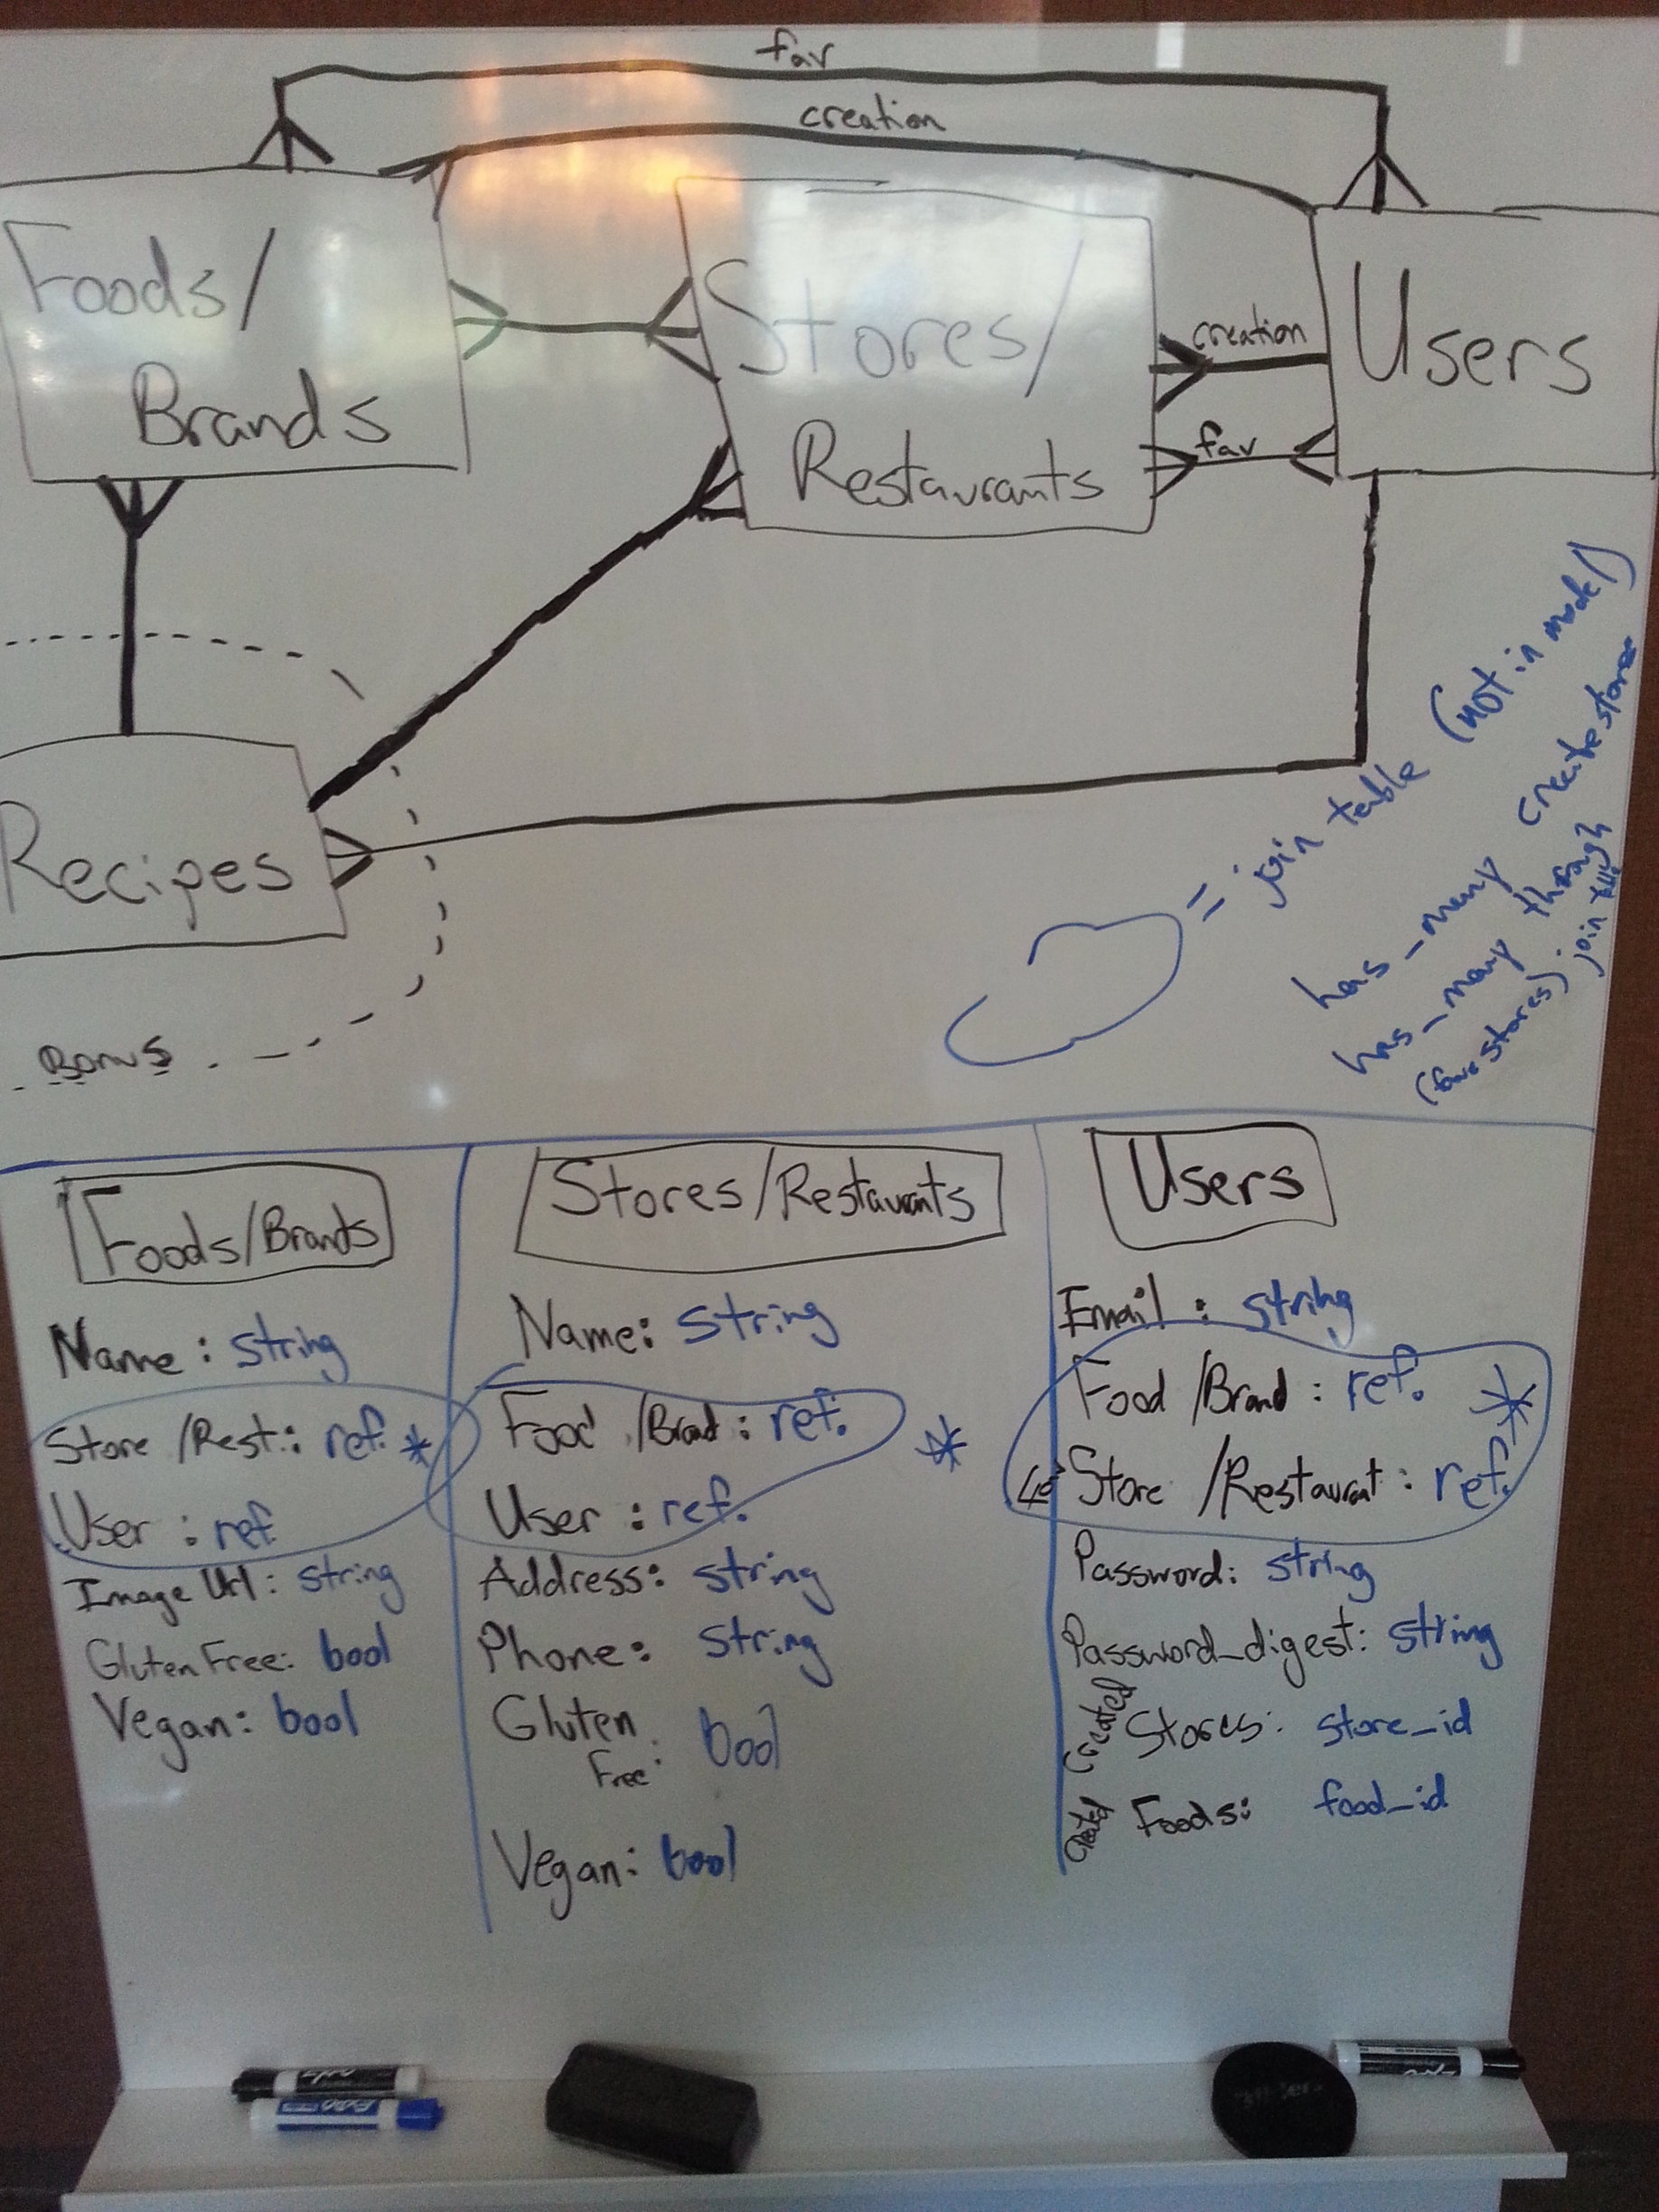 fav
creation
Foods/
Brands
Stores/
Restaurants
creation
fav
Users
Recipes
Bonus
= join table (not in model)
has_many created stores
has_many through
(fave stores) join table
Foods/Brands
Name: string
Store/Rest.: ref. *
User: ref.
Image Url: string
Gluten Free: bool
Vegan: bool
Stores/Restaurants
Name: string
Food/Brad: ref. *
User: ref.
Address: string
Phone: string
Gluten
Free: bool
Vegan: bool
Users
Email: string
Food/Brand: ref. *
Store/Restaurant: ref.
Password: string
Password_digest: string
Created Stores: store_id
Foods: food_id